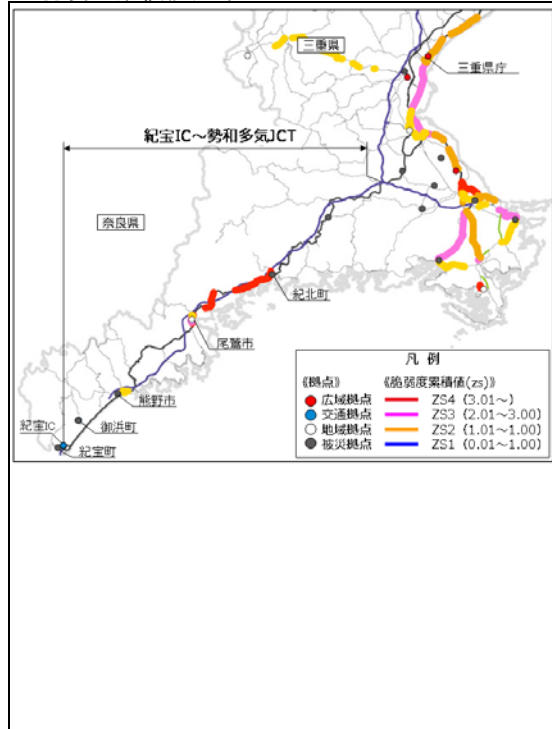 三重県
三重県庁
紀宝IC～勢和多気JCT
奈良県
紀北町
尾鷲市
熊野市
御浜町
紀宝IC
紀宝町
凡 例
《拠点》 《脆弱度累積値(zs)》
広域拠点 ZS4 (3.01～)
交通拠点 ZS3 (2.01～3.00)
地域拠点 ZS2 (1.01～1.00)
被災拠点 ZS1 (0.01～1.00)